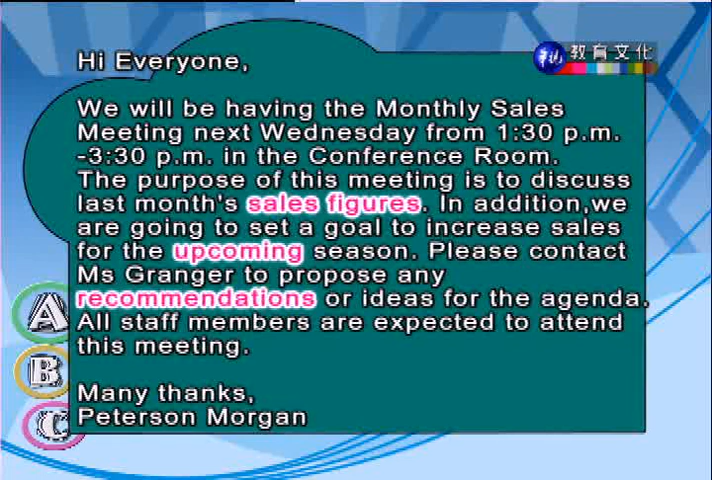 華視 教育文化
Hi Everyone,
We will be having the Monthly Sales
Meeting next Wednesday from 1:30 p.m.
-3:30 p.m. in the Conference Room.
The purpose of this meeting is to discuss
last month's sales figures. In addition,we
are going to set a goal to increase sales
for the upcoming season. Please contact
Ms Granger to propose any
recommendations or ideas for the agenda.
All staff members are expected to attend
this meeting.
Many thanks,
Peterson Morgan
A
B
C